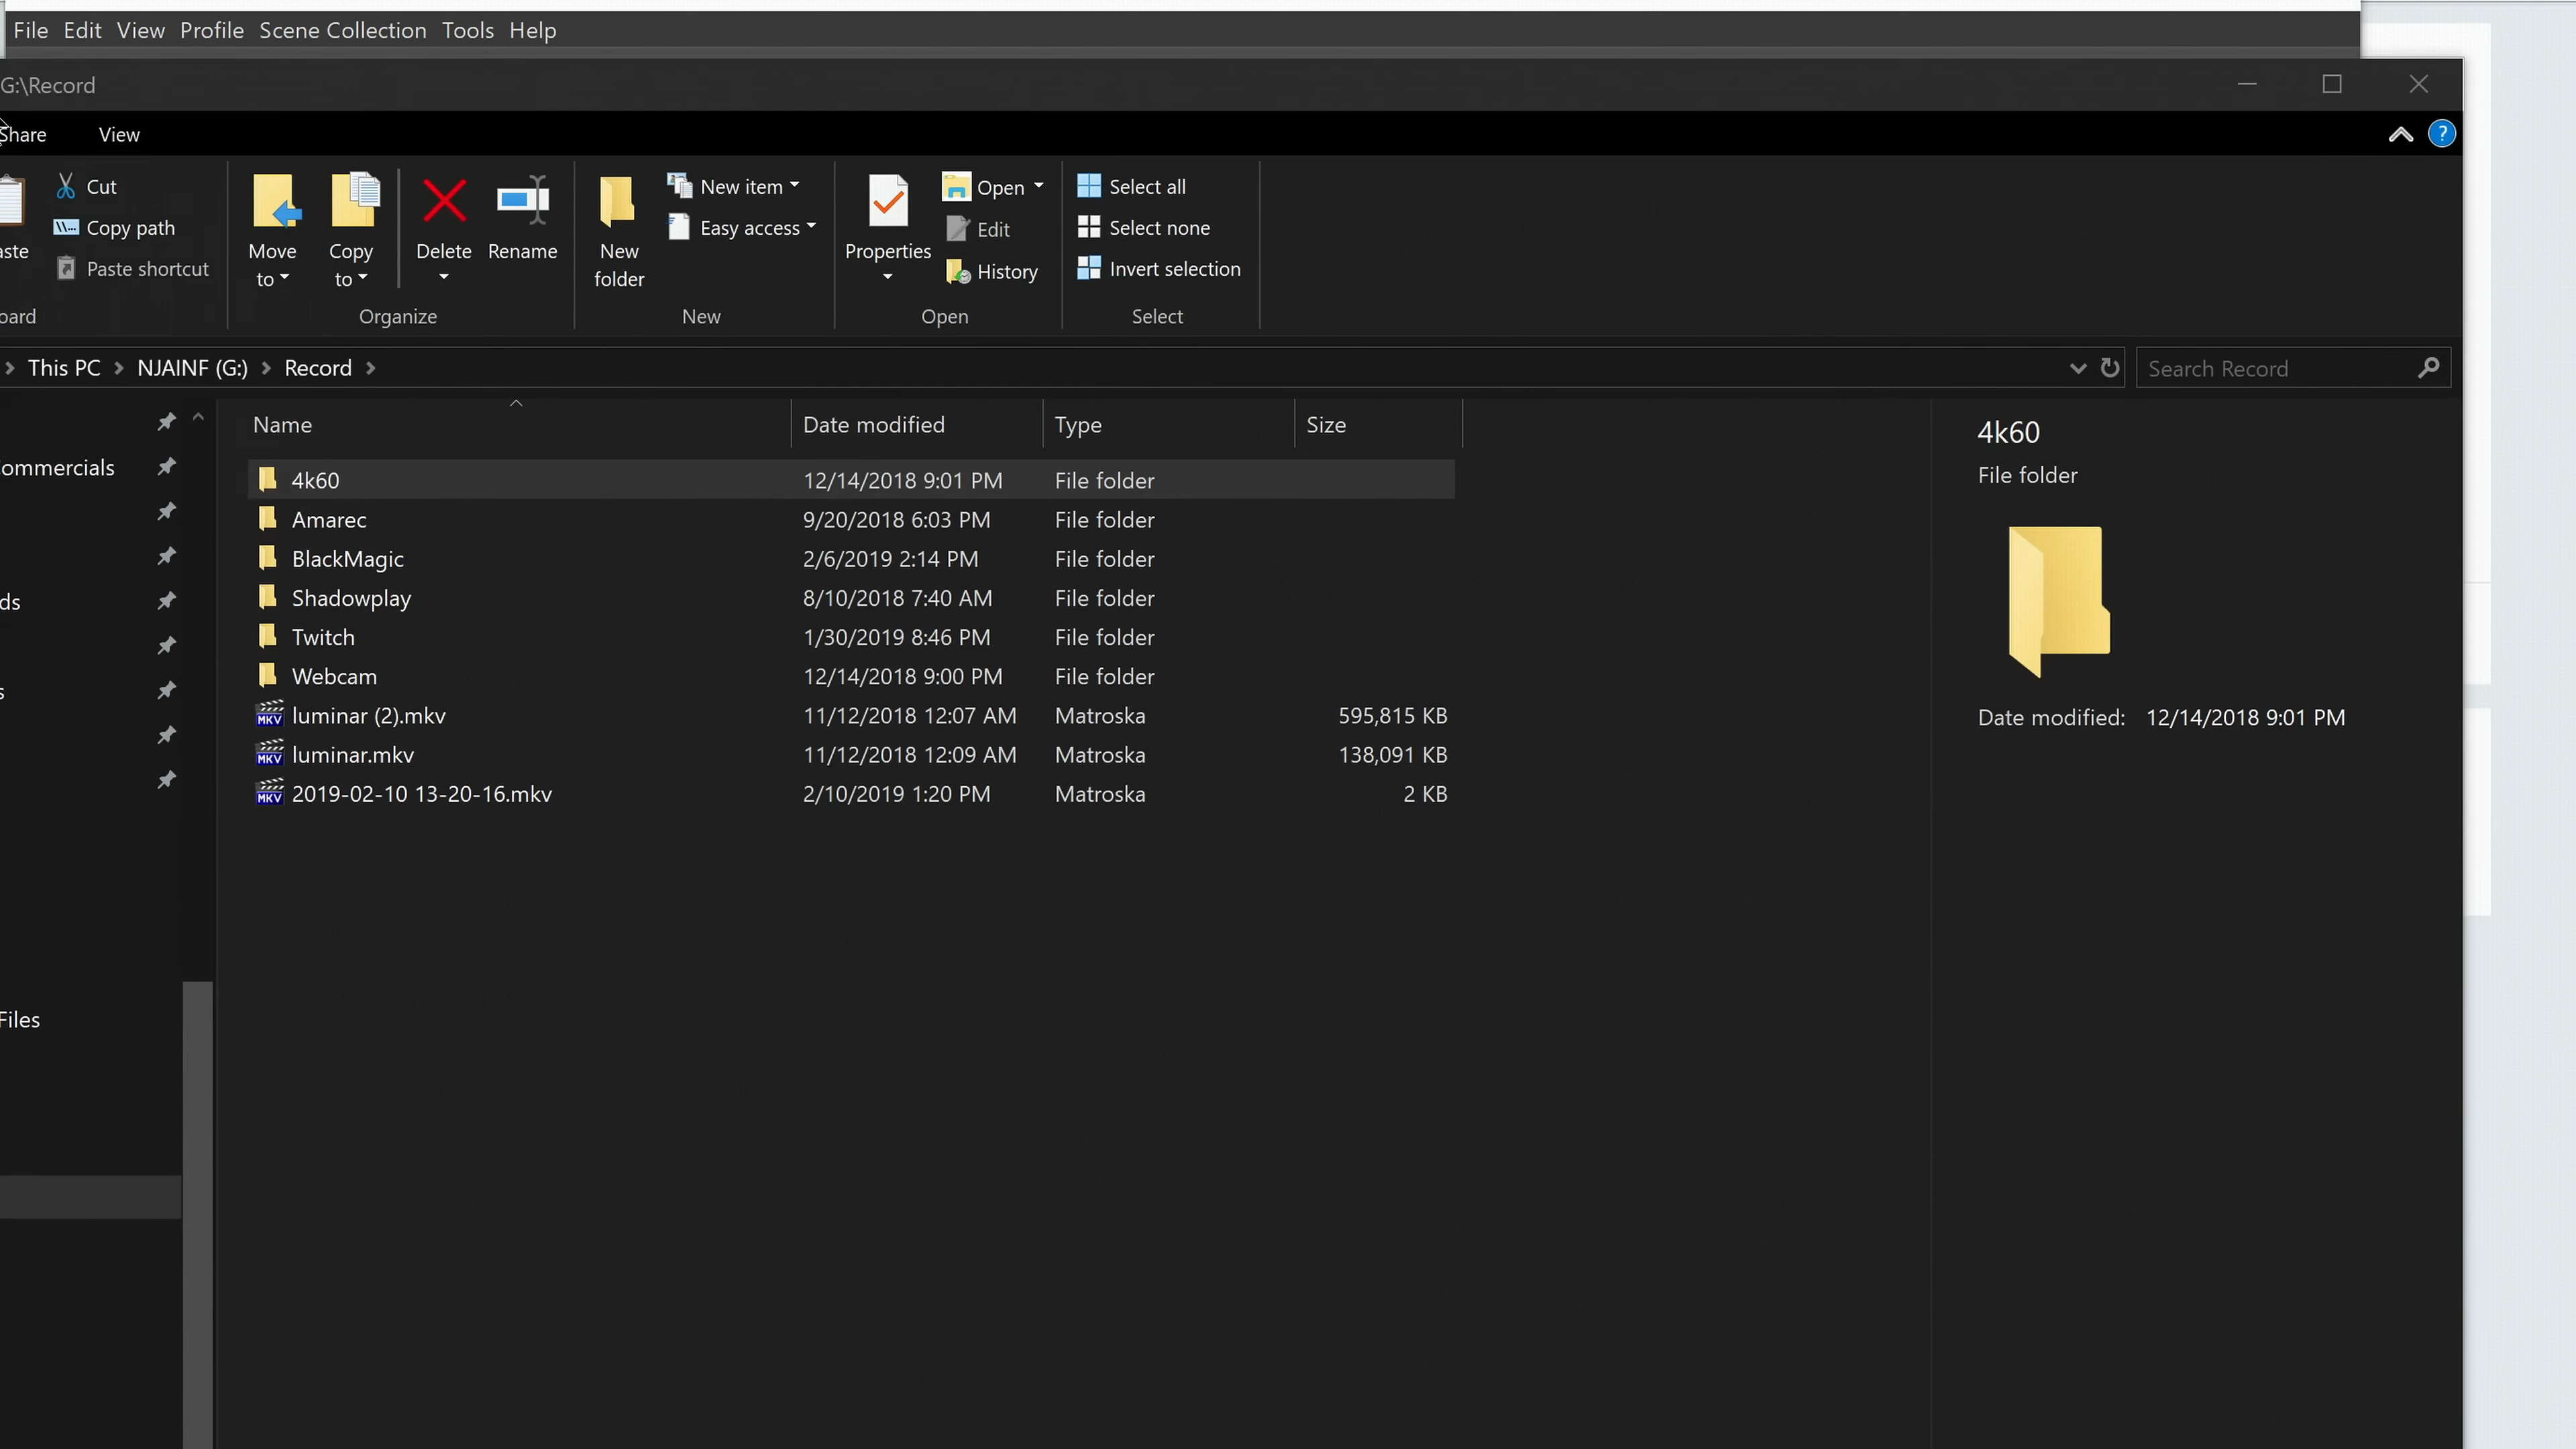 File Edit View Profile Scene Collection Tools Help
G:\Record
Share View
Cut
Copy path
Paste shortcut
Move to
Copy to
Delete
Rename
Organize
New folder
New item
Easy access
New
Properties
Open
Edit
History
Open
Select all
Select none
Invert selection
Select
This PC NJAINF (G:) Record
Search Record
Name Date modified Type Size
4k60 12/14/2018 9:01 PM File folder
Amarec 9/20/2018 6:03 PM File folder
BlackMagic 2/6/2019 2:14 PM File folder
Shadowplay 8/10/2018 7:40 AM File folder
Twitch 1/30/2019 8:46 PM File folder
Webcam 12/14/2018 9:00 PM File folder
MKV luminar (2).mkv 11/12/2018 12:07 AM Matroska 595,815 KB
MKV luminar.mkv 11/12/2018 12:09 AM Matroska 138,091 KB
MKV 2019-02-10 13-20-16.mkv 2/10/2019 1:20 PM Matroska 2 KB
ommercials
ds
s
Files
4k60
File folder
Date modified: 12/14/2018 9:01 PM